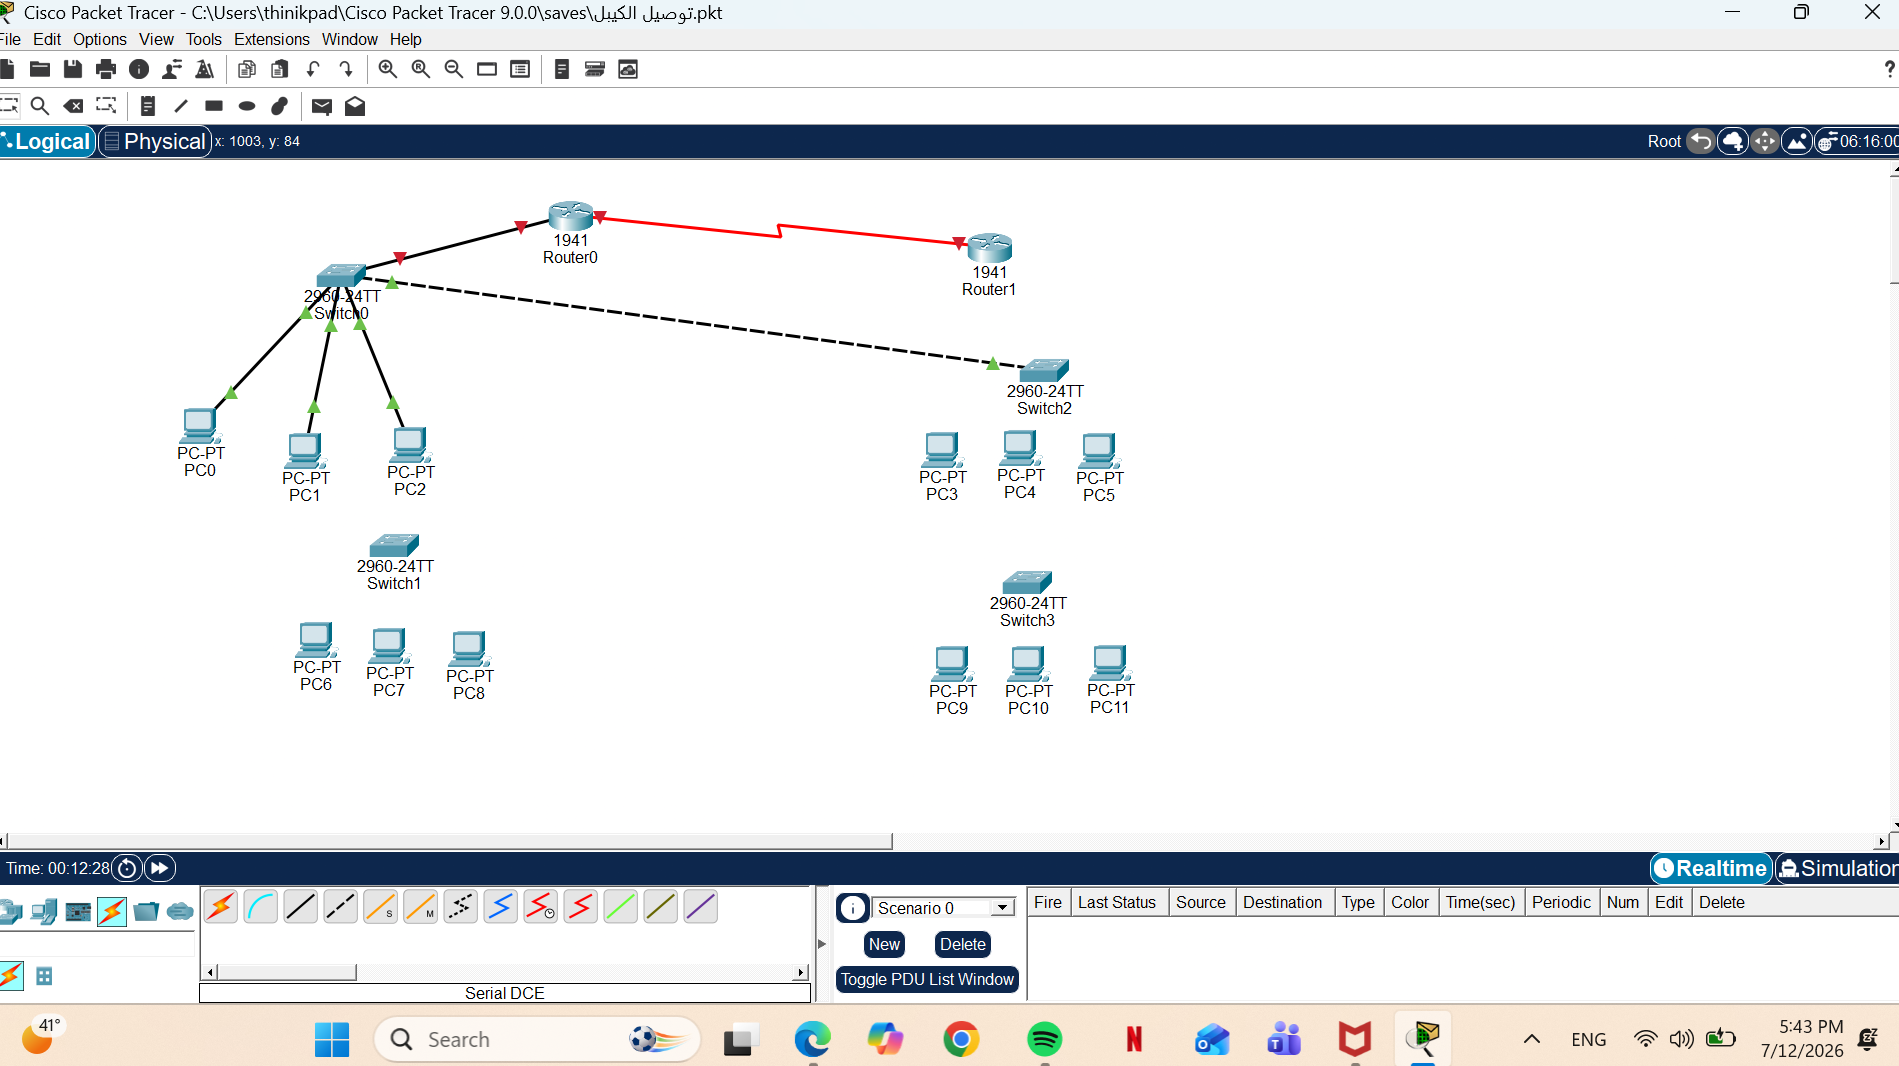 Cisco Packet Tracer - C:\Users\thinikpad\Cisco Packet Tracer 9.0.0\saves\توصيل الكيبل.pkt
File Edit Options View Tools Extensions Window Help
Logical Physical x: 1003, y: 84 Root 06:16:00
1941
Router0
1941
Router1
2960-24TT
Switch0
2960-24TT
Switch2
PC-PT
PC0
PC-PT
PC1
PC-PT
PC2
PC-PT
PC3
PC-PT
PC4
PC-PT
PC5
2960-24TT
Switch1
2960-24TT
Switch3
PC-PT
PC6
PC-PT
PC7
PC-PT
PC8
PC-PT
PC9
PC-PT
PC10
PC-PT
PC11
Time: 00:12:28 Realtime Simulation
S M
Serial DCE
Scenario 0
New Delete
Toggle PDU List Window
Fire Last Status Source Destination Type Color Time(sec) Periodic Num Edit Delete
41°
Search
ENG
5:43 PM
7/12/2026